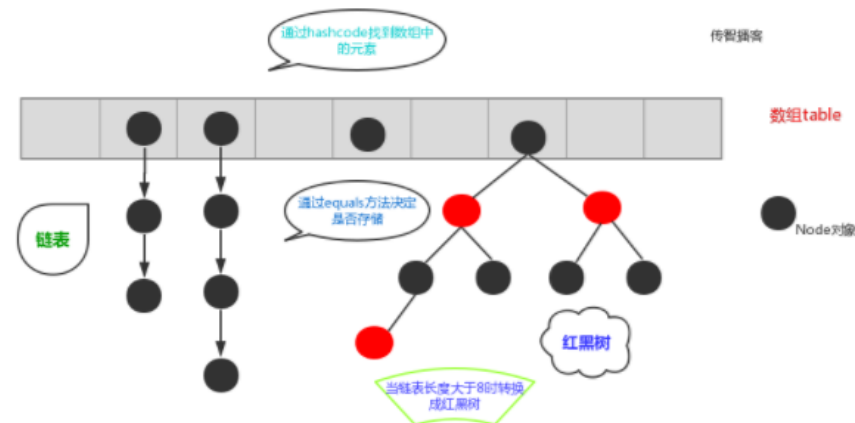 通过hashcode找到数组中
的元素
传智播客
数组table
通过equals方法决定
是否存储
链表
Node对象
红黑树
当链表长度大于8时转换
成红黑树